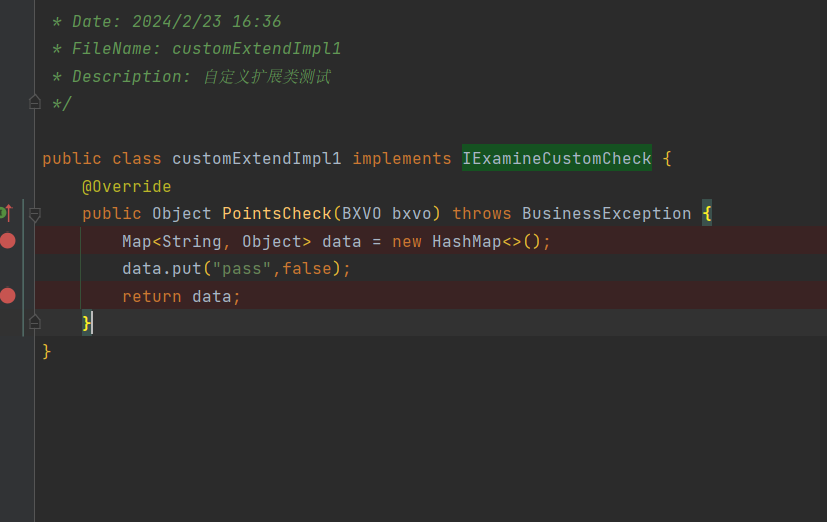 * Date: 2024/2/23 16:36
* FileName: customExtendImpl1
* Description: 自定义扩展类测试
*/
public class customExtendImpl1 implements IExamineCustomCheck {
@Override
public Object PointsCheck(BXVO bxvo) throws BusinessException {
Map<String, Object> data = new HashMap<>();
data.put("pass",false);
return data;
}
}